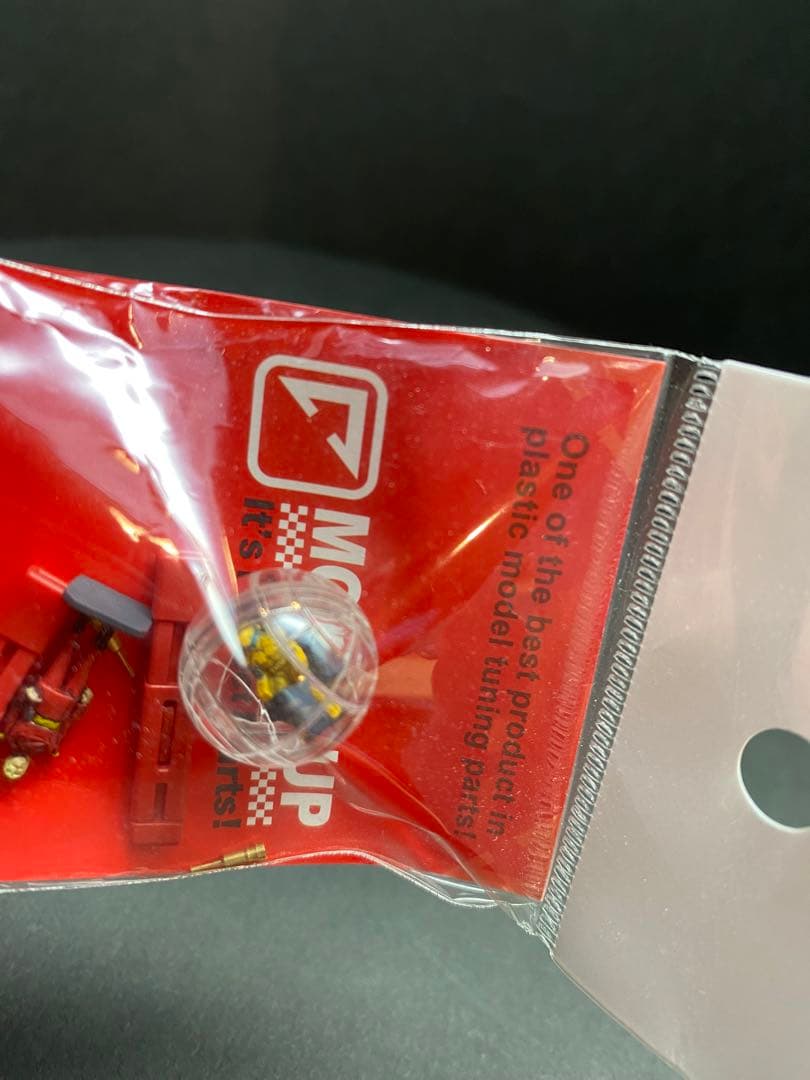 One of the best product in
plastic model tuning parts!
MO UP
It's arts!